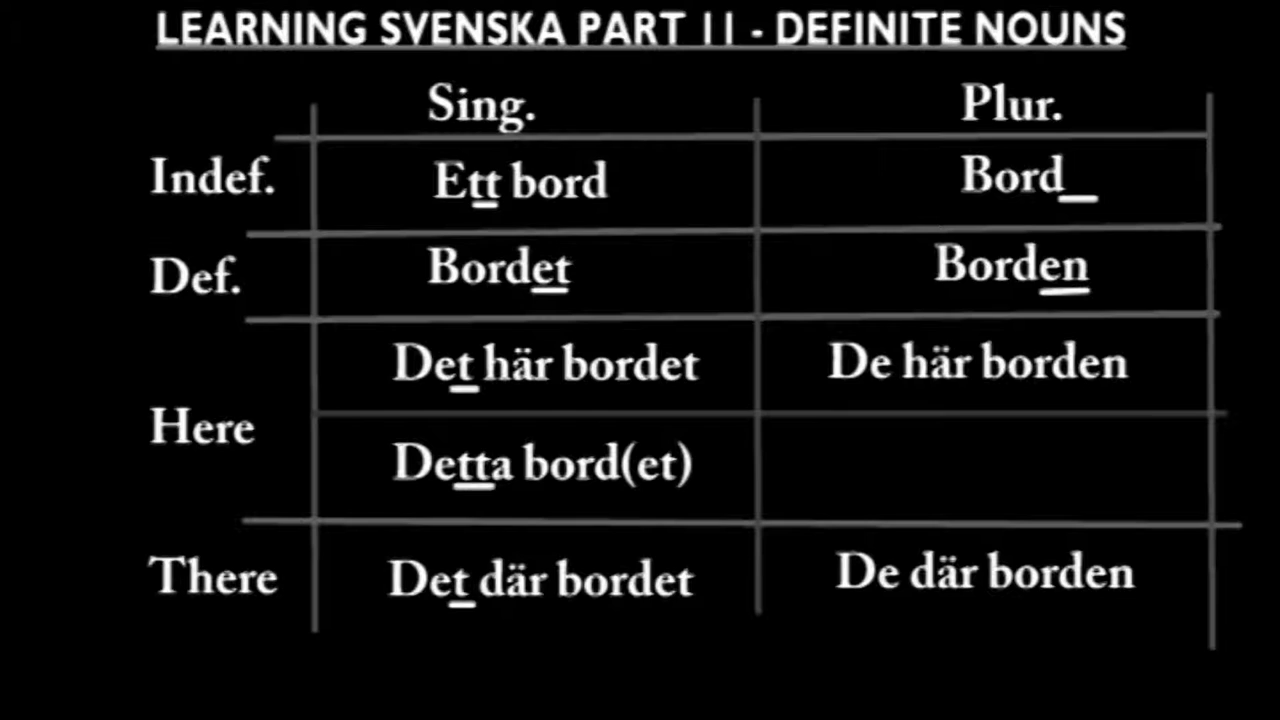 LEARNING SVENSKA PART 11 - DEFINITE NOUNS
Sing. Plur.
Indef. Ett bord Bord_
Def. Bordet Borden
Det här bordet De här borden
Here
Detta bord(et)
There Det där bordet De där borden